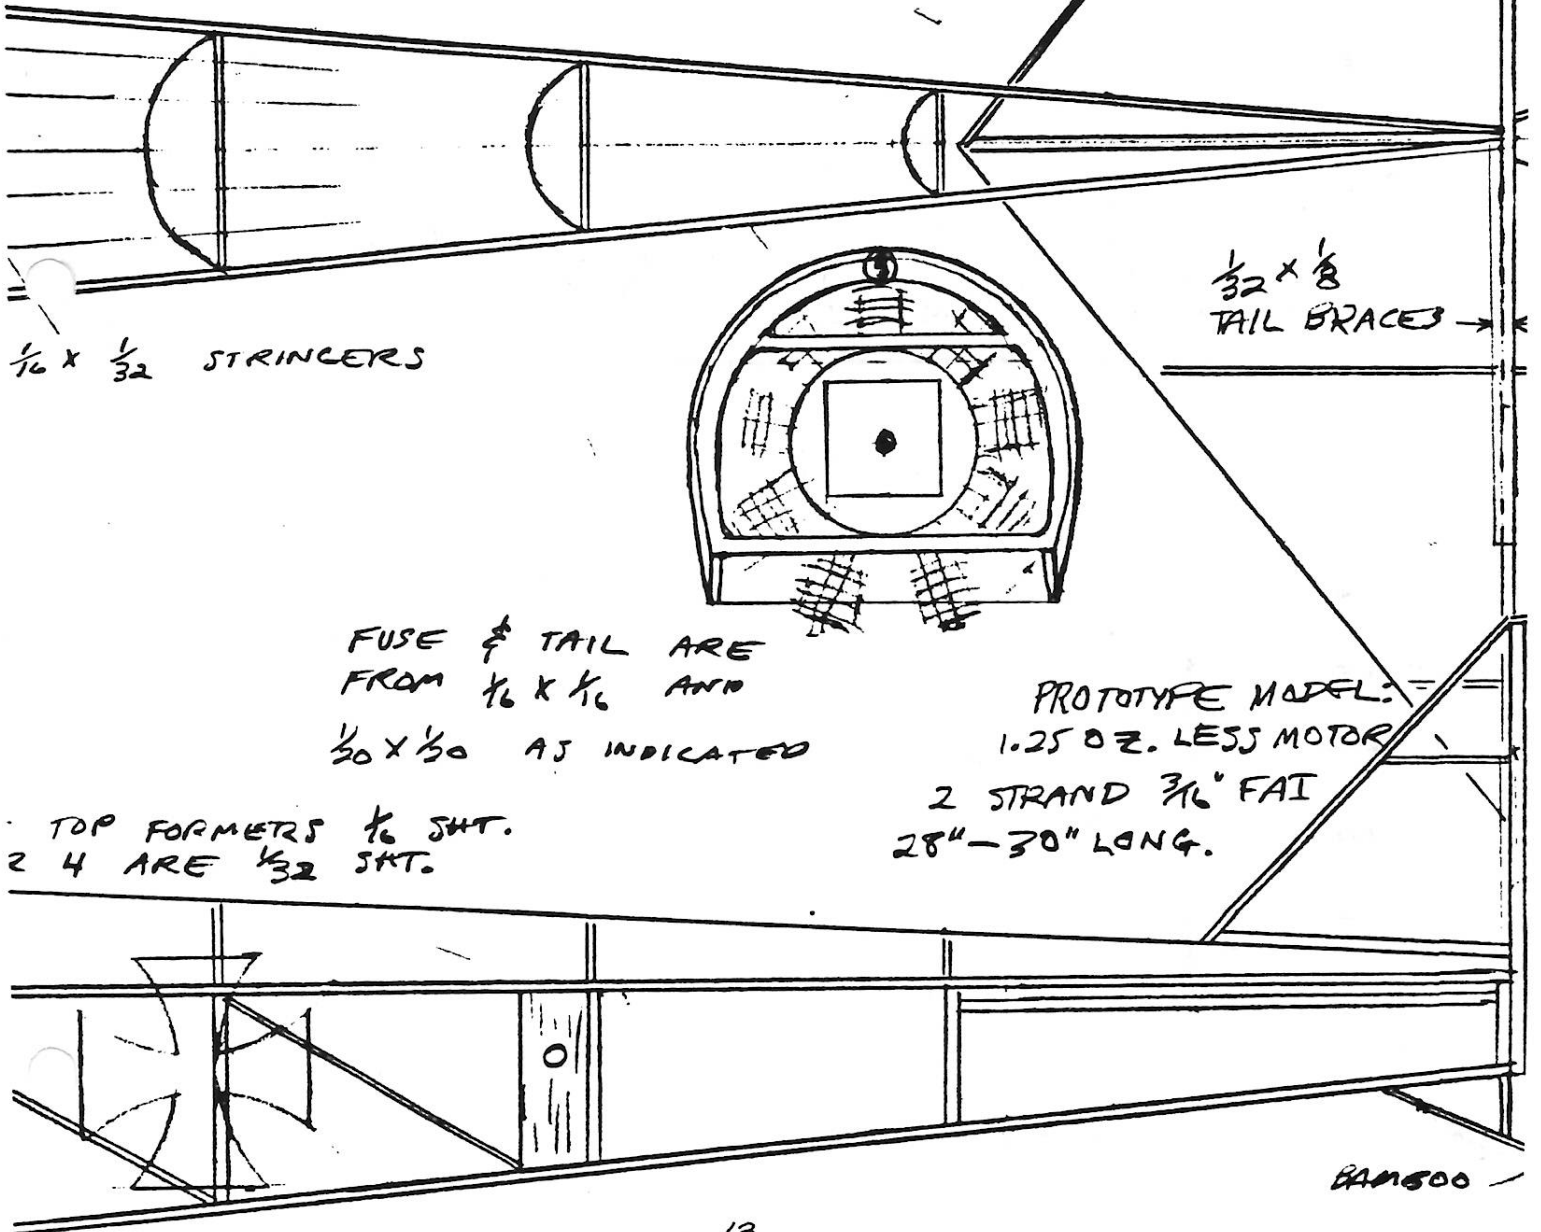 1/32 x 1/8
TAIL BRACES
1/16 x 1/32 STRINGERS
FUSE & TAIL ARE
FROM 1/16 x 1/16 AND
1/20 x 1/20 AS INDICATED
PROTOTYPE MODEL:
1.25 OZ. LESS MOTOR
2 STRAND 3/16" FAI
28"-30" LONG.
TOP FORMERS 1/16 SHT.
2 4 ARE 1/32 SHT.
BAMBOO